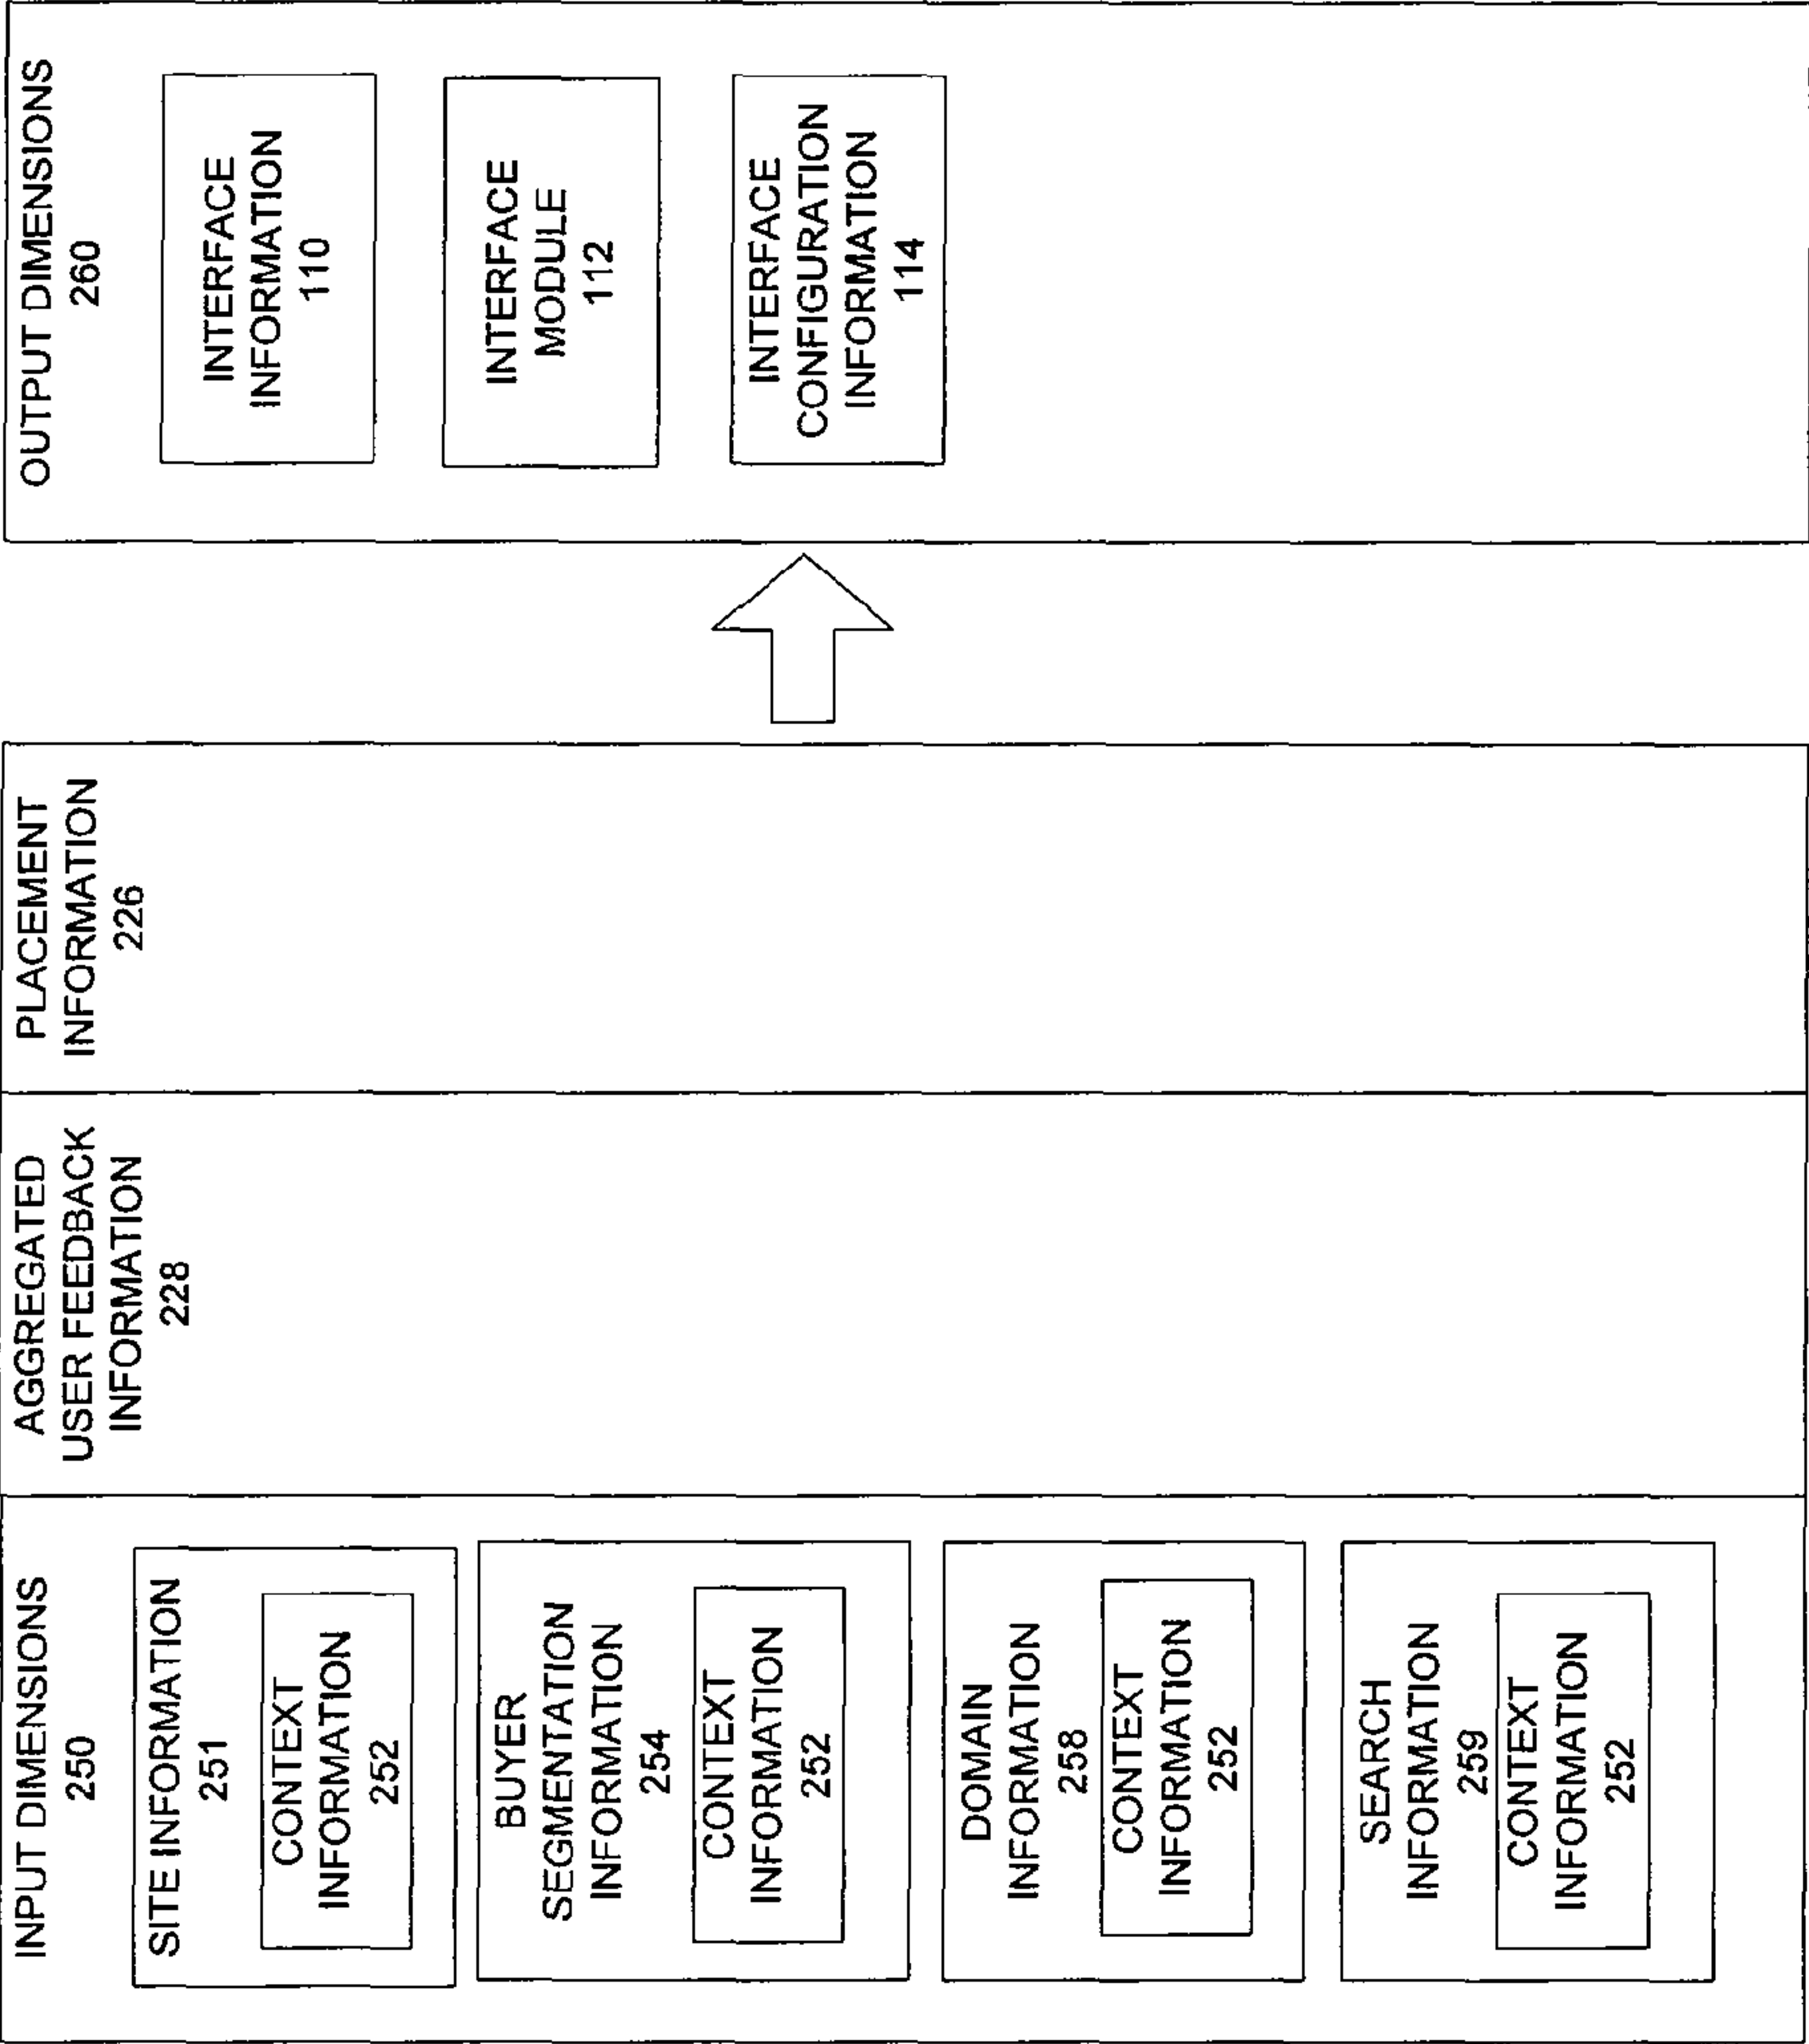 INPUT DIMENSIONS
250
SITE INFORMATION
251
CONTEXT
INFORMATION
252
BUYER
SEGMENTATION
INFORMATION
254
CONTEXT
INFORMATION
252
DOMAIN
INFORMATION
258
CONTEXT
INFORMATION
252
SEARCH
INFORMATION
259
CONTEXT
INFORMATION
252
AGGREGATED
USER FEEDBACK
INFORMATION
228
PLACEMENT
INFORMATION
226
OUTPUT DIMENSIONS
260
INTERFACE
INFORMATION
110
INTERFACE
MODULE
112
INTERFACE
CONFIGURATION
INFORMATION
114